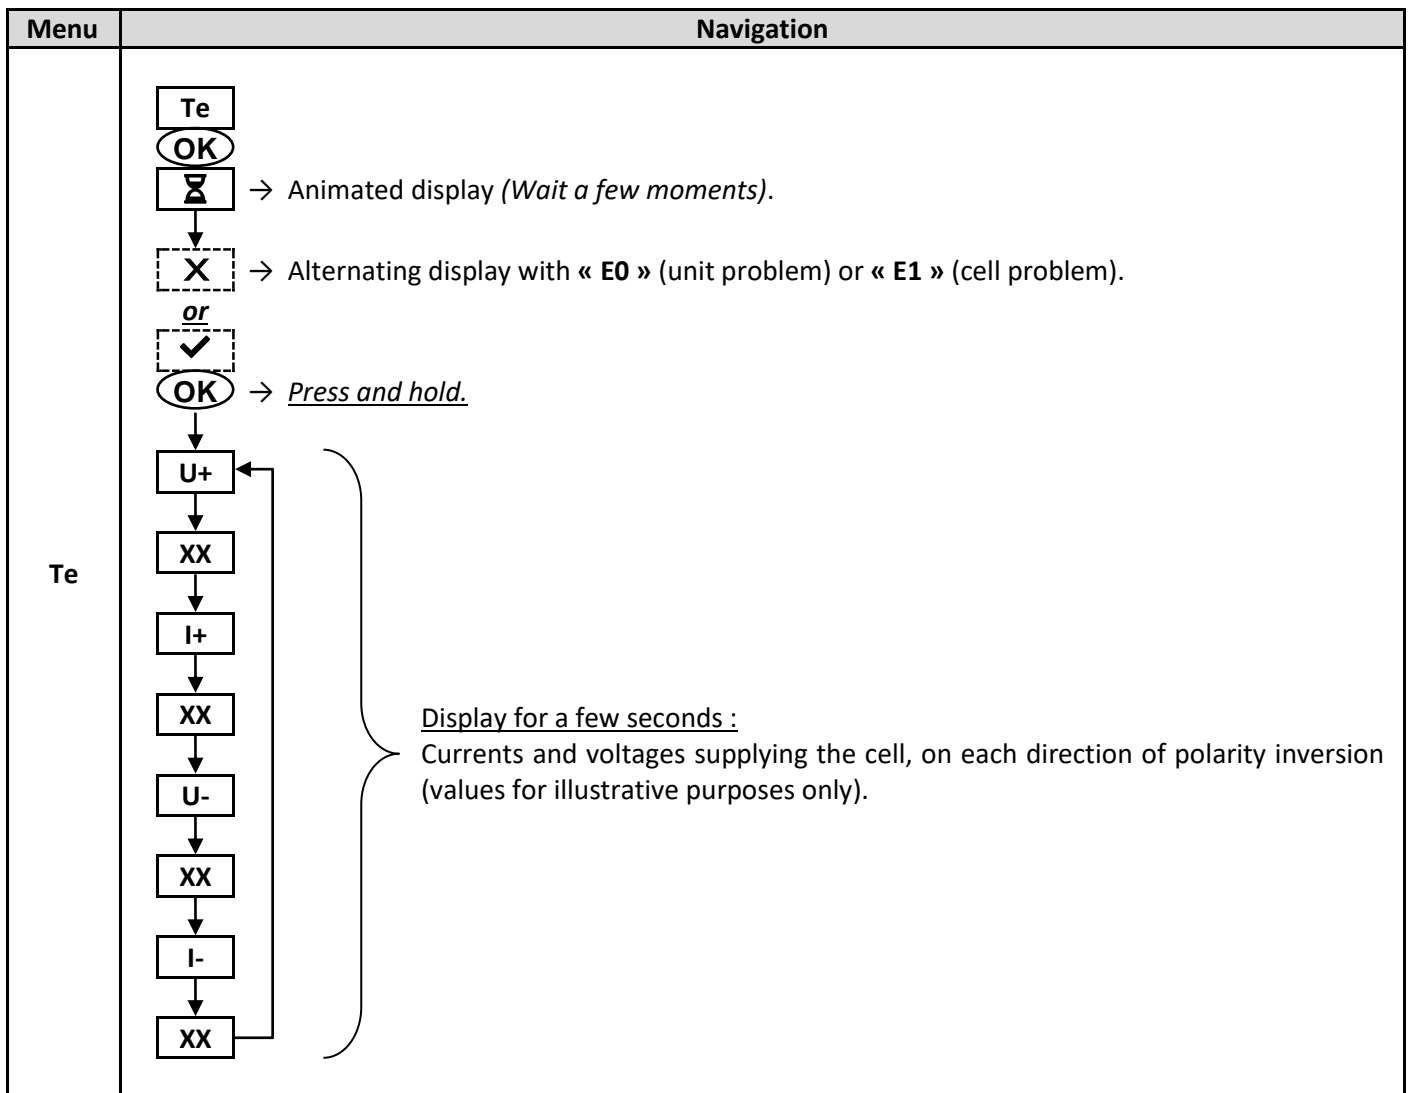 Menu Navigation
Te
OK
→ Animated display (Wait a few moments).
X → Alternating display with « E0 » (unit problem) or « E1 » (cell problem).
or
✔
OK → Press and hold.
U+
XX
Te
I+
XX
Display for a few seconds :
Currents and voltages supplying the cell, on each direction of polarity inversion
(values for illustrative purposes only).
U-
XX
I-
XX